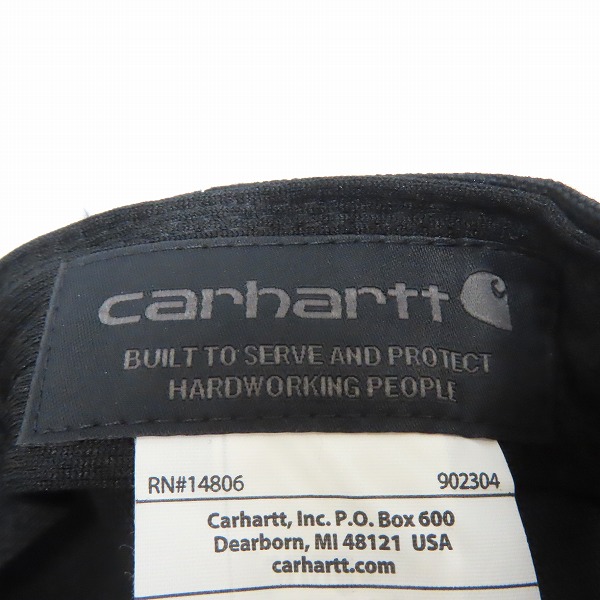 carhartt
BUILT TO SERVE AND PROTECT
HARDWORKING PEOPLE
RN#14806 902304
Carhartt, Inc. P.O. Box 600
Dearborn, MI 48121 USA
carhartt.com